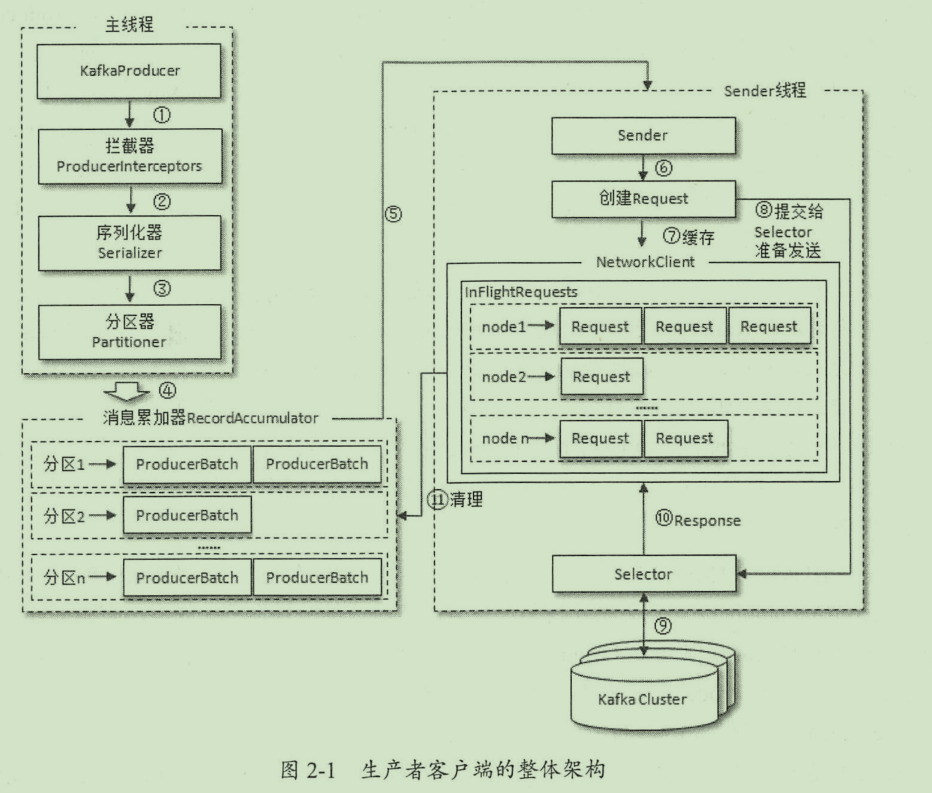 主线程
KafkaProducer
①
拦截器
ProducerInterceptors
②
序列化器
Serializer
③
分区器
Partitioner
④
消息累加器RecordAccumulator
分区1
ProducerBatch
ProducerBatch
分区2
ProducerBatch
......
分区n
ProducerBatch
ProducerBatch
⑤
Sender线程
Sender
⑥
创建Request
⑦缓存
⑧提交给
Selector
准备发送
NetworkClient
InFlightRequests
node1
Request
Request
Request
node2
Request
......
node n
Request
Request
⑪清理
⑩Response
Selector
⑨
Kafka Cluster
图 2-1 生产者客户端的整体架构